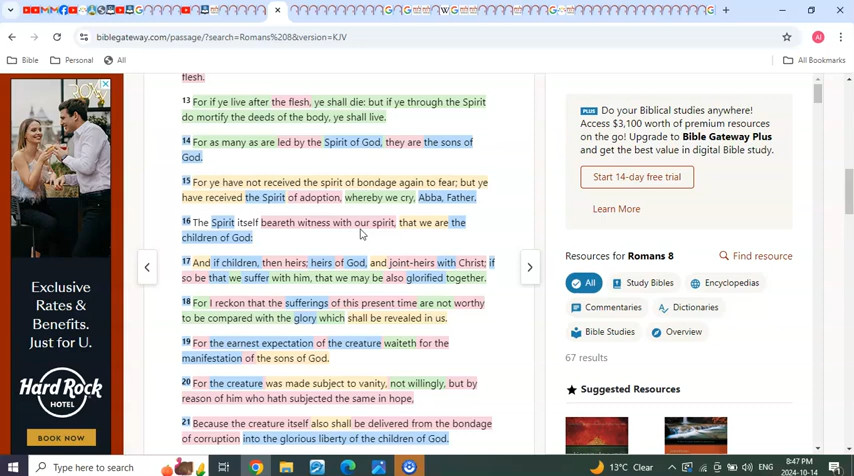 biblegateway.com/passage/?search=Romans%208&version=KJV
AI
Bible
Personal
All
All Bookmarks
flesh.
13 For if ye live after the flesh, ye shall die: but if ye through the Spirit
do mortify the deeds of the body, ye shall live.
14 For as many as are led by the Spirit of God, they are the sons of
God.
15 For ye have not received the spirit of bondage again to fear; but ye
have received the Spirit of adoption, whereby we cry, Abba, Father.
16 The Spirit itself beareth witness with our spirit, that we are the
children of God:
17 And if children, then heirs; heirs of God, and joint-heirs with Christ; if
so be that we suffer with him, that we may be also glorified together.
18 For I reckon that the sufferings of this present time are not worthy
to be compared with the glory which shall be revealed in us.
19 For the earnest expectation of the creature waiteth for the
manifestation of the sons of God.
20 For the creature was made subject to vanity, not willingly, but by
reason of him who hath subjected the same in hope,
21 Because the creature itself also shall be delivered from the bondage
of corruption into the glorious liberty of the children of God.
Exclusive
Rates &
Benefits.
Just for U.
Hard Rock
HOTEL
BOOK NOW
PLUS Do your Biblical studies anywhere!
Access $3,100 worth of premium resources
on the go! Upgrade to Bible Gateway Plus
and get the best value in digital Bible study.
Start 14-day free trial
Learn More
Resources for Romans 8
Find resource
All
Study Bibles
Encyclopedias
Commentaries
Dictionaries
Bible Studies
Overview
67 results
Suggested Resources
Type here to search
13°C Clear
ENG
8:47 PM
2024-10-14